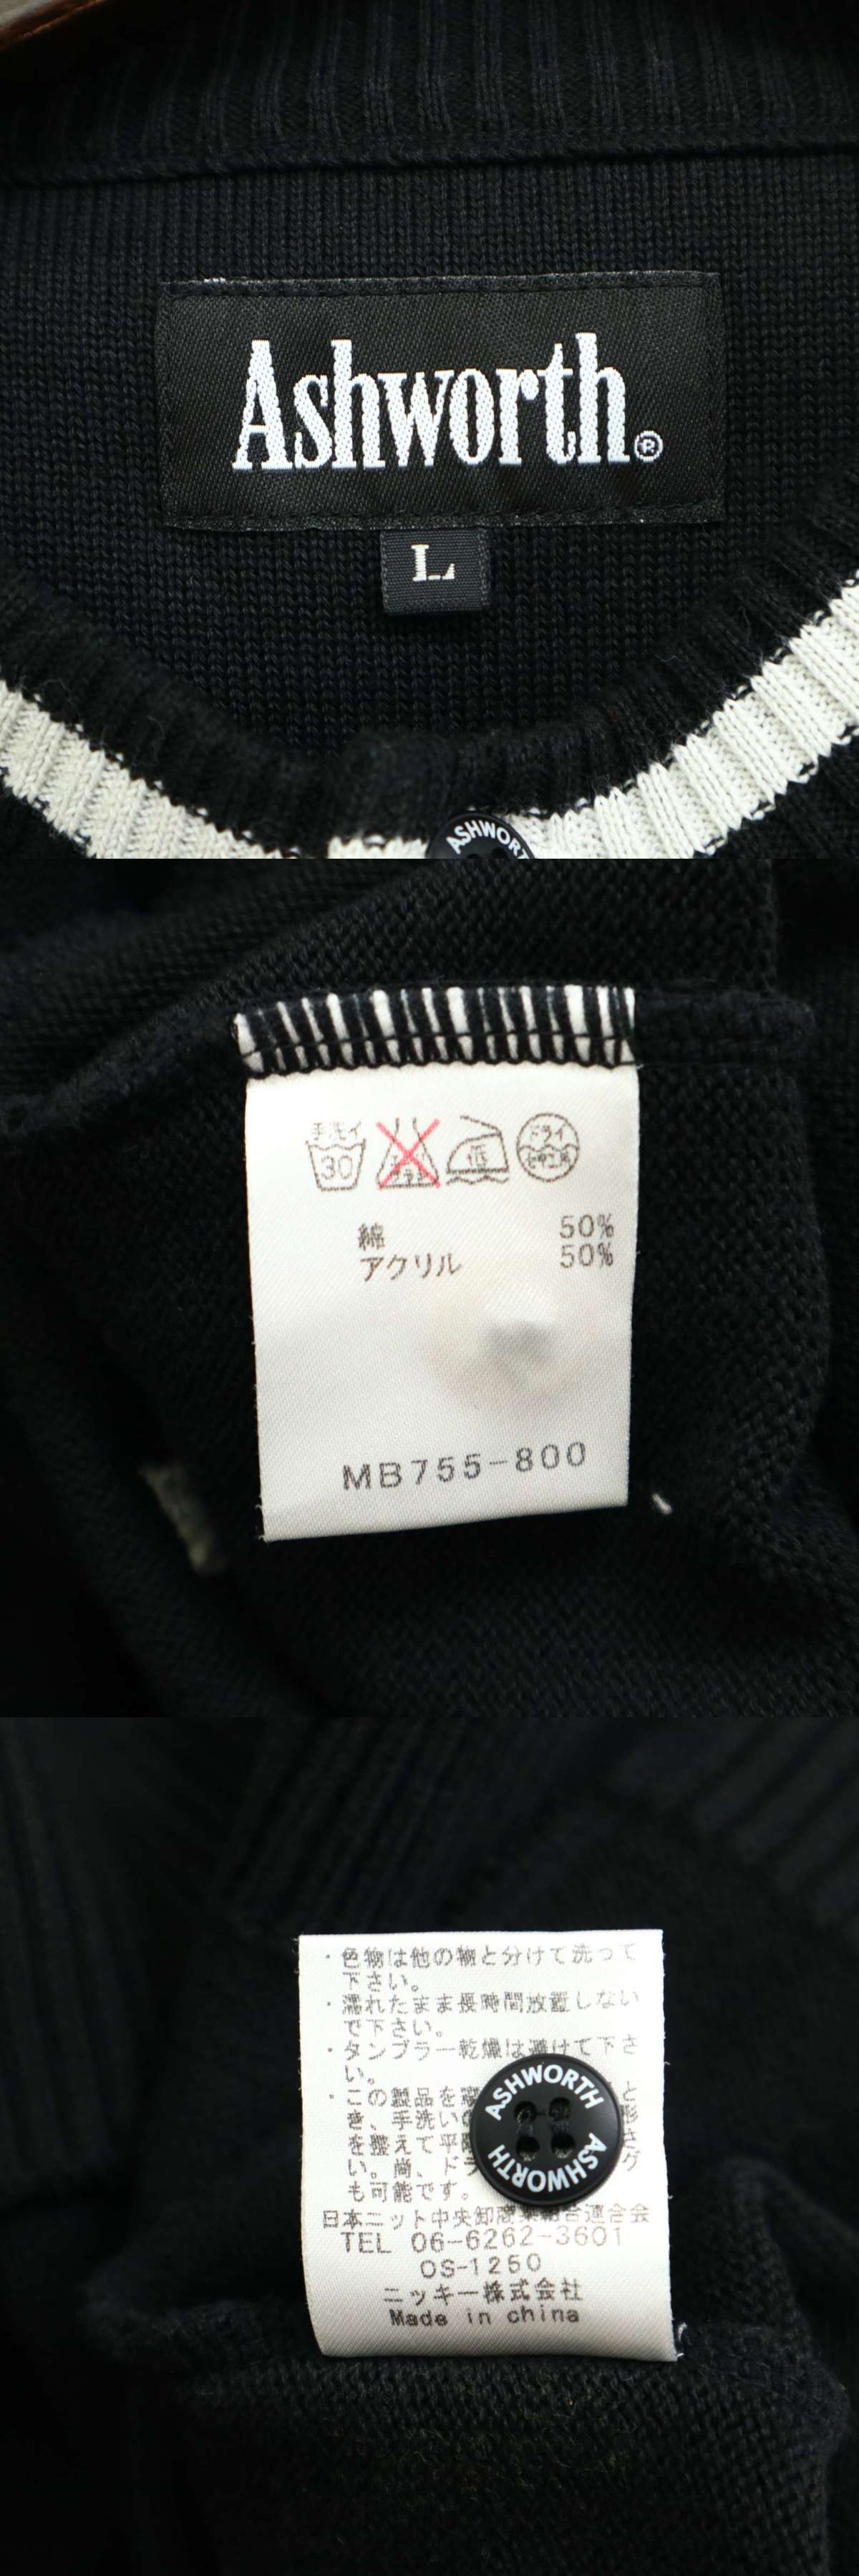 Ashworth®
L
ASHWORT
手洗イ
30
低
ドライ
綿 50%
アクリル 50%
MB755-800
・色物は他の物と分けて洗って
下さい。
・濡れたまま長時間放置しない
で下さい。
・タンブラー乾燥は避けて下さ
い。
・この製品を と
き、手洗い 形
を整えて平 さ
い。尚、ド グ
も可能です。
ASHWORTH
ASHWORTH
日本ニット中央卸商業組合連合会
TEL 06-6262-3601
OS-1250
ニッキー株式会社
Made in china